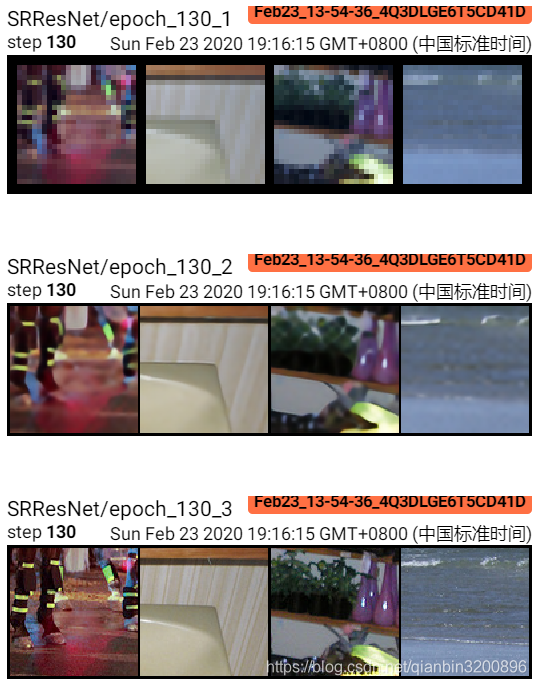 SRResNet/epoch_130_1
Feb23_13-54-36_4Q3DLGE6T5CD41D
step 130
Sun Feb 23 2020 19:16:15 GMT+0800 (中国标准时间)
SRResNet/epoch_130_2
Feb23_13-54-36_4Q3DLGE6T5CD41D
step 130
Sun Feb 23 2020 19:16:15 GMT+0800 (中国标准时间)
SRResNet/epoch_130_3
Feb23_13-54-36_4Q3DLGE6T5CD41D
step 130
Sun Feb 23 2020 19:16:15 GMT+0800 (中国标准时间)
https://blog.csdn.net/qianbin3200896